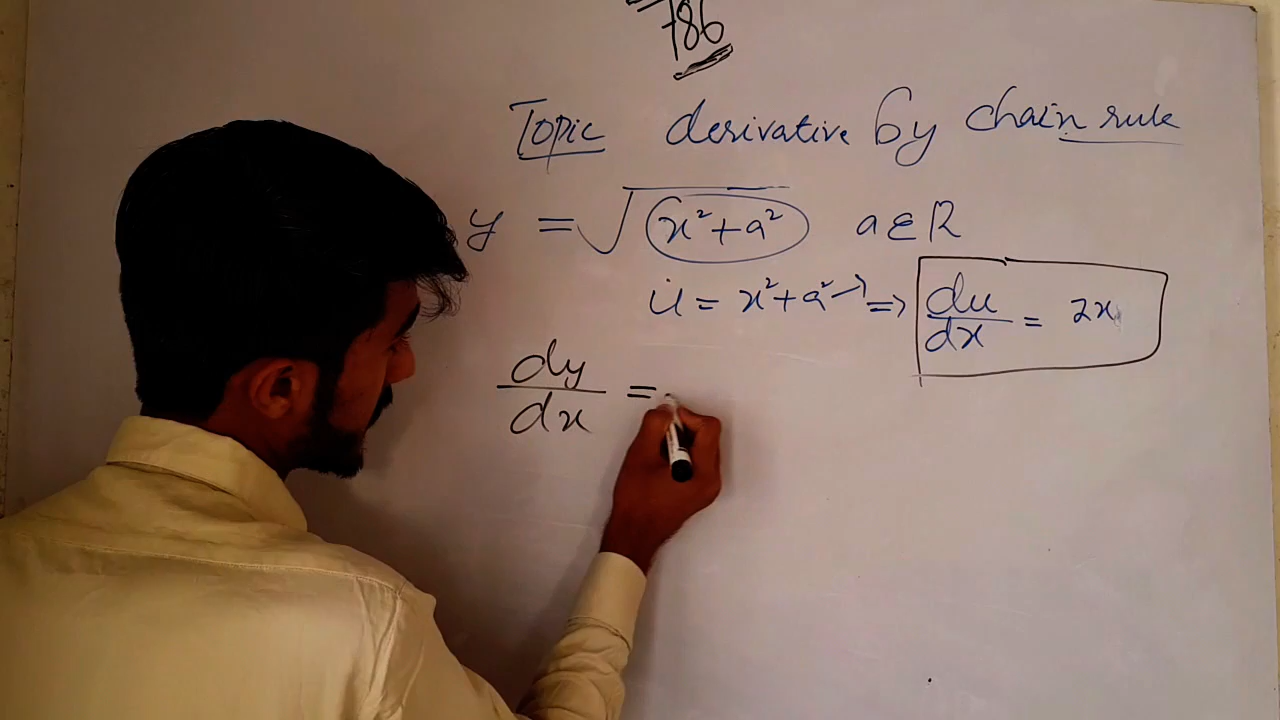 786
Topic derivative by chain rule
y = √(x²+a²) a ∈ R
u = x²+a² → ⇒ du/dx = 2x
dy/dx =